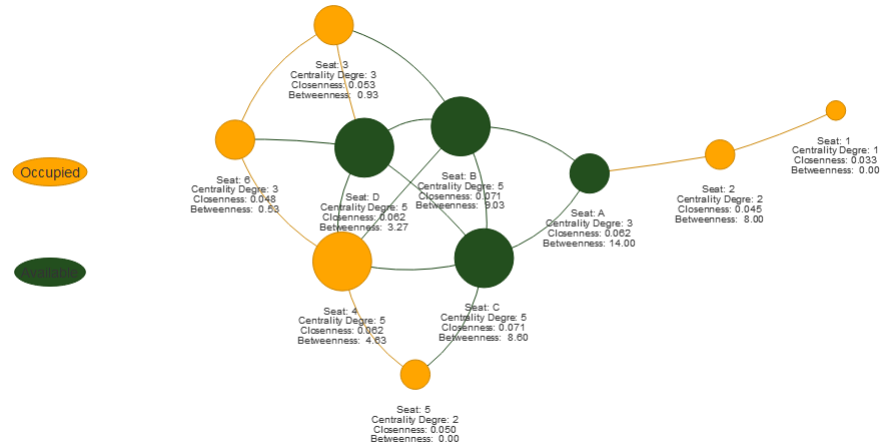 Seat: 3
Centrality Degre: 3
Closenness: 0.053
Betweenness: 0.93
Occupied
Seat: 6
Centrality Degre: 3
Closenness: 0.048
Betweenness: 0.53
Seat: D
Centrality Degre: 5
Closenness: 0.062
Betweenness: 3.27
Seat: B
Centrality Degre: 5
Closenness: 0.071
Betweenness: 9.03
Seat: A
Centrality Degre: 3
Closenness: 0.062
Betweenness: 14.00
Seat: 2
Centrality Degre: 2
Closenness: 0.045
Betweenness: 8.00
Seat: 1
Centrality Degre: 1
Closenness: 0.033
Betweenness: 0.00
Available
Seat: 4
Centrality Degre: 5
Closenness: 0.062
Betweenness: 4.63
Seat: C
Centrality Degre: 5
Closenness: 0.071
Betweenness: 8.60
Seat: 5
Centrality Degre: 2
Closenness: 0.050
Betweenness: 0.00